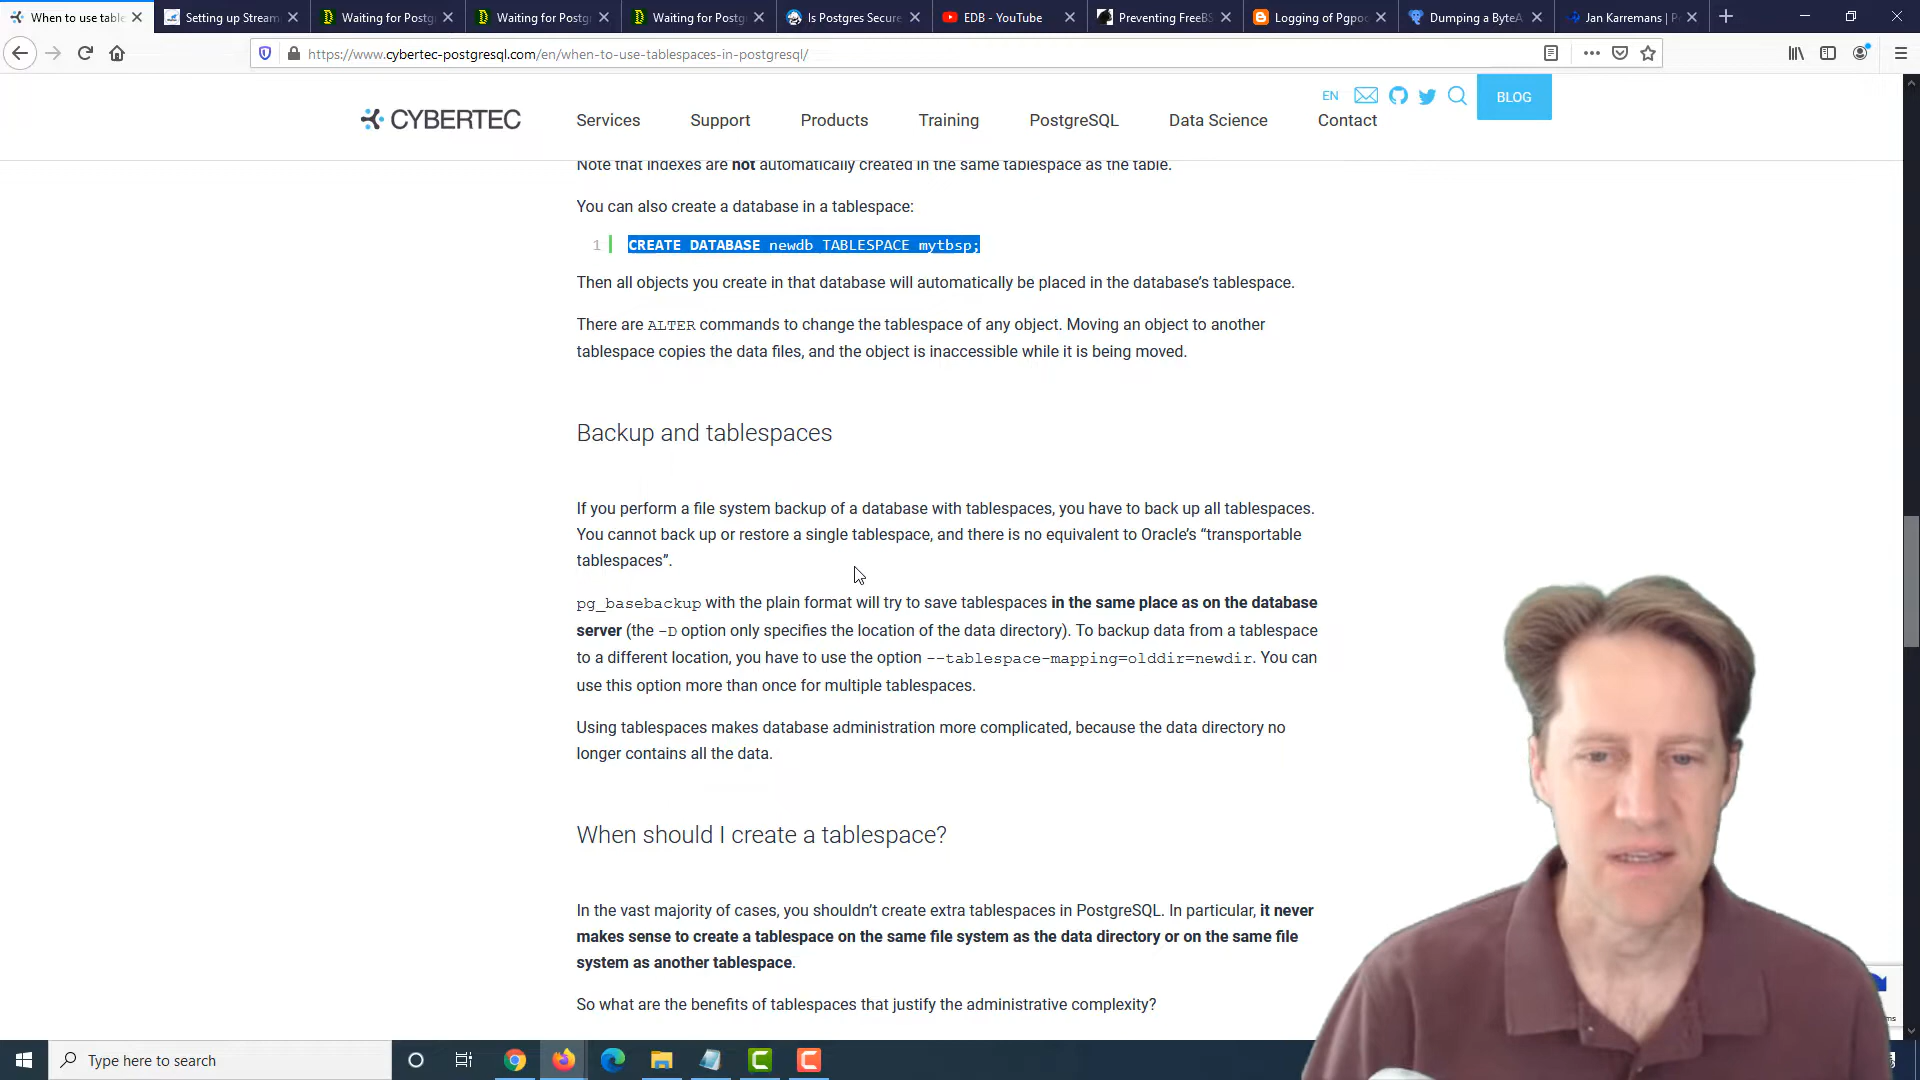 When to use table
Setting up Stream
Waiting for Postg
Waiting for Postg
Waiting for Postg
Is Postgres Secure
EDB - YouTube
Preventing FreeBS
Logging of Pgpoo
Dumping a ByteA
Jan Karremans | P
https://www.cybertec-postgresql.com/en/when-to-use-tablespaces-in-postgresql/
EN
BLOG
CYBERTEC
Services
Support
Products
Training
PostgreSQL
Data Science
Contact
Note that indexes are not automatically created in the same tablespace as the table.
You can also create a database in a tablespace:
1 CREATE DATABASE newdb TABLESPACE mytbsp;
Then all objects you create in that database will automatically be placed in the database’s tablespace.
There are ALTER commands to change the tablespace of any object. Moving an object to another
tablespace copies the data files, and the object is inaccessible while it is being moved.
Backup and tablespaces
If you perform a file system backup of a database with tablespaces, you have to back up all tablespaces.
You cannot back up or restore a single tablespace, and there is no equivalent to Oracle’s “transportable
tablespaces”.
pg_basebackup with the plain format will try to save tablespaces in the same place as on the database
server (the -D option only specifies the location of the data directory). To backup data from a tablespace
to a different location, you have to use the option --tablespace-mapping=olddir=newdir. You can
use this option more than once for multiple tablespaces.
Using tablespaces makes database administration more complicated, because the data directory no
longer contains all the data.
When should I create a tablespace?
In the vast majority of cases, you shouldn’t create extra tablespaces in PostgreSQL. In particular, it never
makes sense to create a tablespace on the same file system as the data directory or on the same file
system as another tablespace.
So what are the benefits of tablespaces that justify the administrative complexity?
Type here to search